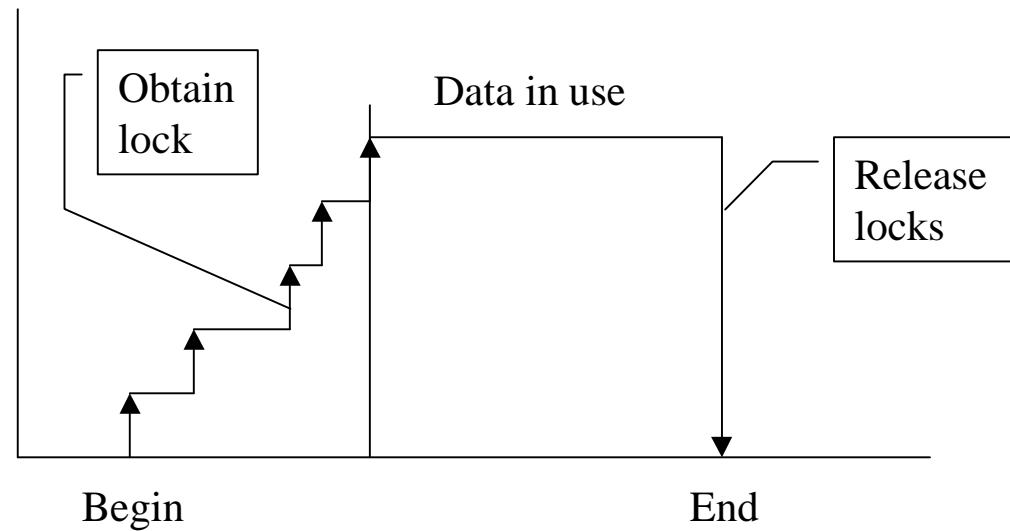 Obtain
lock
Data in use
Release
locks
Begin
End